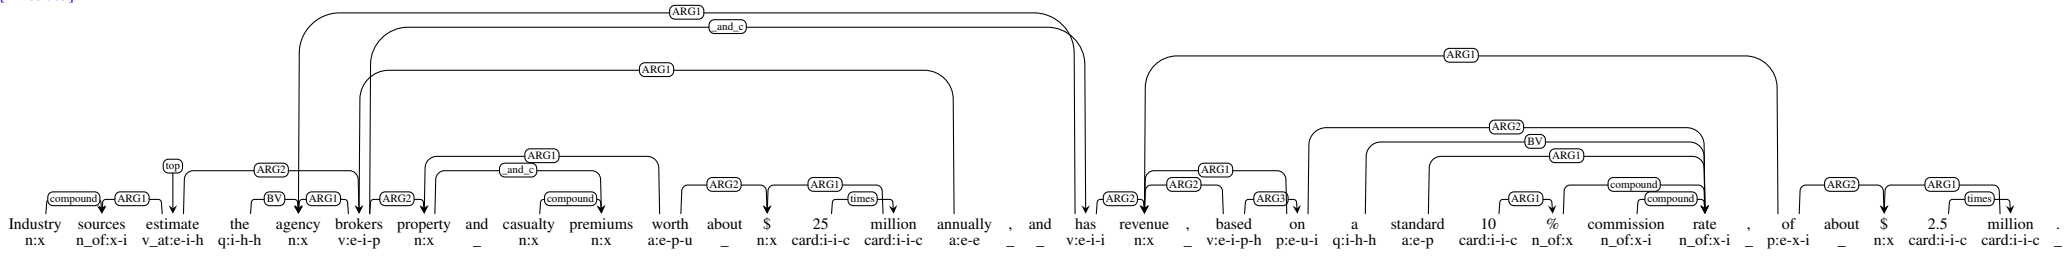 ARG1
_and_c
ARG1 ARG1
ARG2
BV
top ARG1 ARG1
ARG2 _and_c ARG1
ARG2 ARG1 ARG2 compound ARG2 ARG1
compound ARG1 BV ARG1 ARG2 compound times ARG2 ARG3 ARG1 compound times
Industry sources estimate the agency brokers property and casualty premiums worth about $ 25 million annually , and has revenue , based on a standard 10 % commission rate , of about $ 2.5 million .
n:x n_of:x-i v_at:e-i-h q:i-h-h n:x v:e-i-p n:x _ n:x n:x a:e-p-u _ n:x card:i-i-c card:i-i-c a:e-e _ _ v:e-i-i n:x _ v:e-i-p-h p:e-u-i q:i-h-h a:e-p card:i-i-c n_of:x n_of:x-i n_of:x-i _ p:e-x-i _ n:x card:i-i-c card:i-i-c _